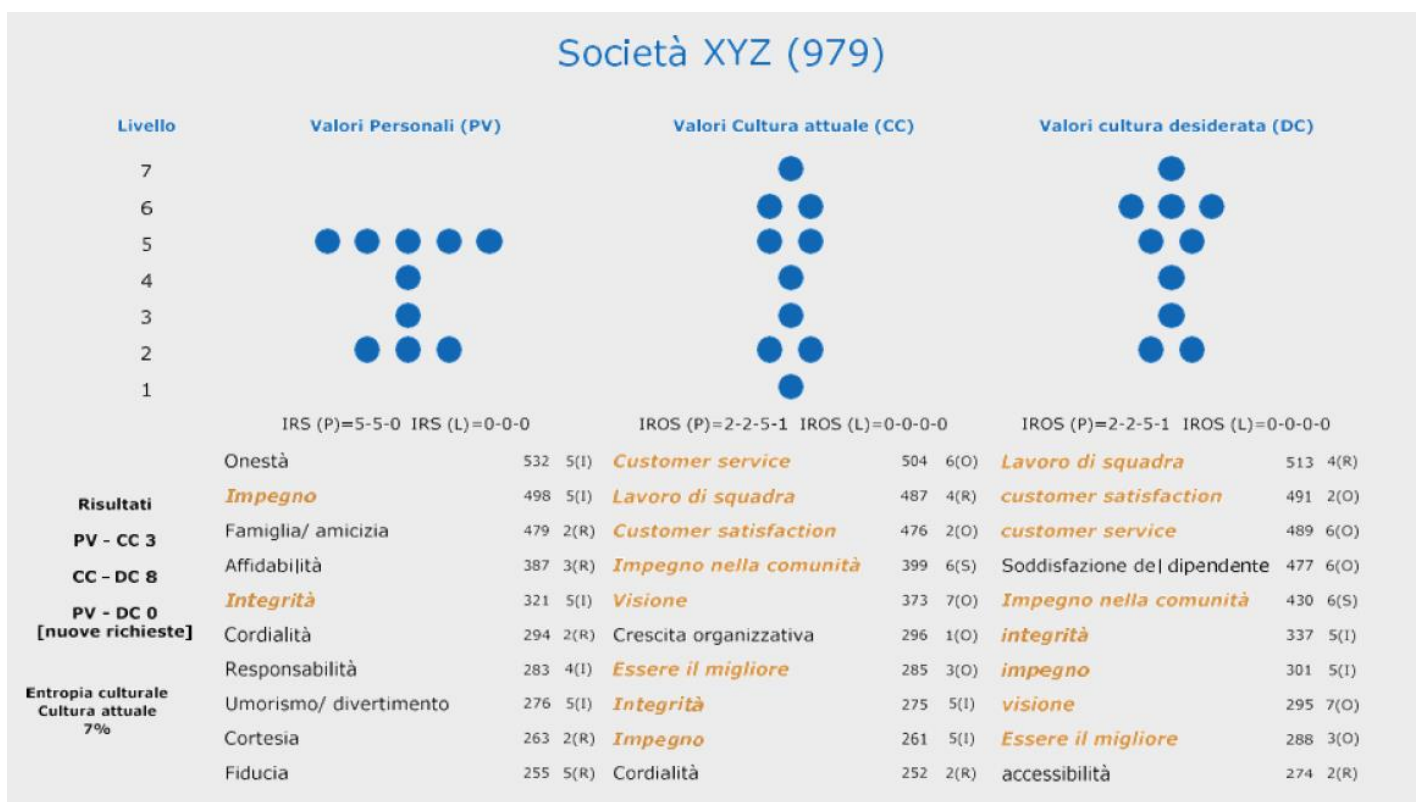 Società XYZ (979)
Livello Valori Personali (PV) Valori Cultura attuale (CC) Valori cultura desiderata (DC)
7
6
5
4
3
2
1
IRS (P)=5-5-0 IRS (L)=0-0-0 IROS (P)=2-2-5-1 IROS (L)=0-0-0-0 IROS (P)=2-2-5-1 IROS (L)=0-0-0-0
Risultati
PV - CC 3
CC - DC 8
PV - DC 0
[nuove richieste]
Entropia culturale
Cultura attuale
7%
Onestà 532 5(I)
Impegno 498 5(I)
Famiglia/ amicizia 479 2(R)
Affidabilità 387 3(R)
Integrità 321 5(I)
Cordialità 294 2(R)
Responsabilità 283 4(I)
Umorismo/ divertimento 276 5(I)
Cortesia 263 2(R)
Fiducia 255 5(R)
Customer service 504 6(O)
Lavoro di squadra 487 4(R)
Customer satisfaction 476 2(O)
Impegno nella comunità 399 6(S)
Visione 373 7(O)
Crescita organizzativa 296 1(O)
Essere il migliore 285 3(O)
Integrità 275 5(I)
Impegno 261 5(I)
Cordialità 252 2(R)
Lavoro di squadra 513 4(R)
customer satisfaction 491 2(O)
customer service 489 6(O)
Soddisfazione del dipendente 477 6(O)
Impegno nella comunità 430 6(S)
integrità 337 5(I)
impegno 301 5(I)
visione 295 7(O)
Essere il migliore 288 3(O)
accessibilità 274 2(R)